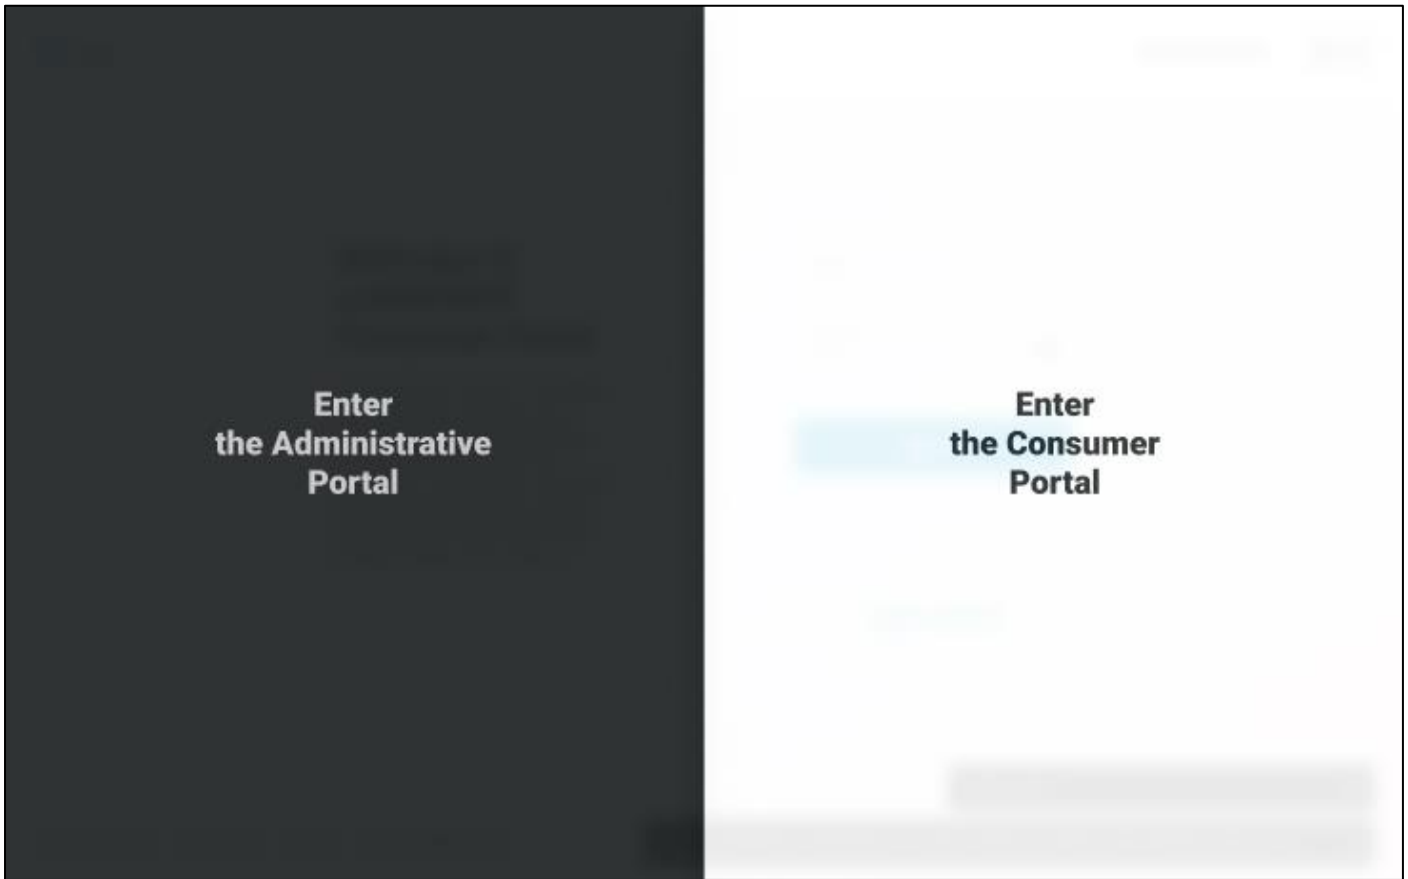 Enter
the Administrative
Portal
Enter
the Consumer
Portal